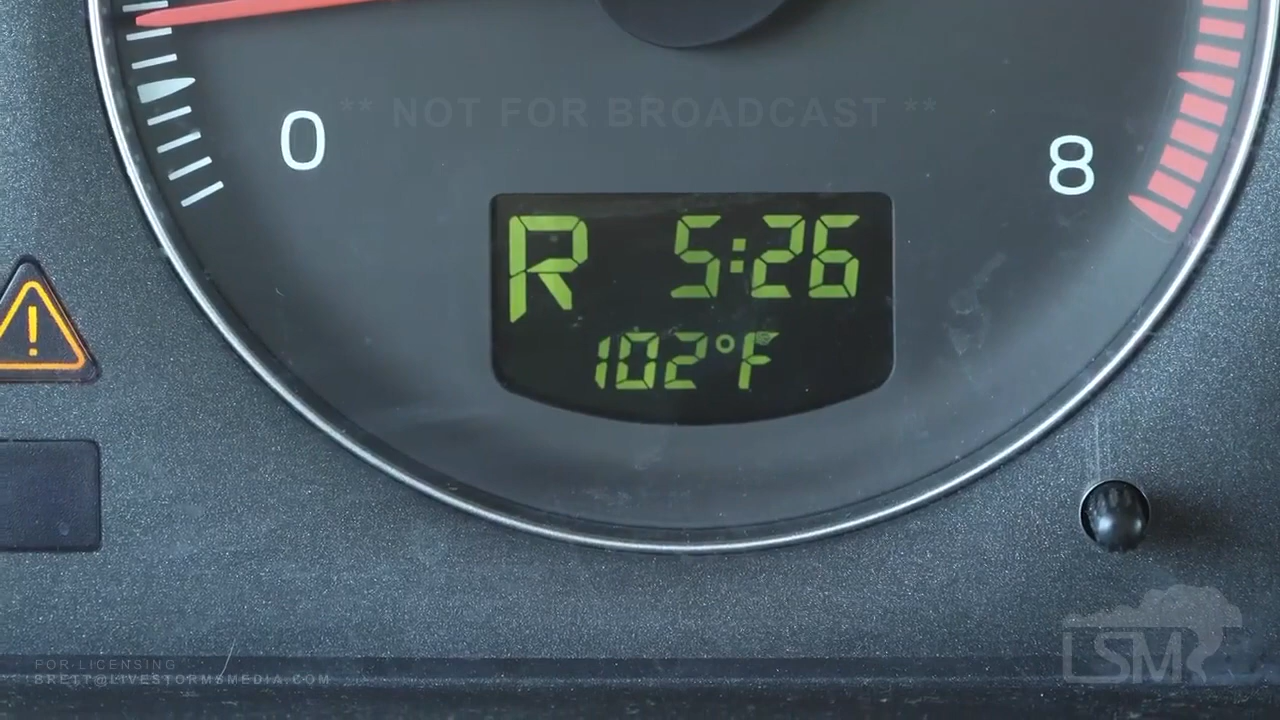 ** NOT FOR BROADCAST **
0
8
R 5:26
102°F
!
FOR LICENSING
BRETT@LIVESTORMSMEDIA.COM
LSM